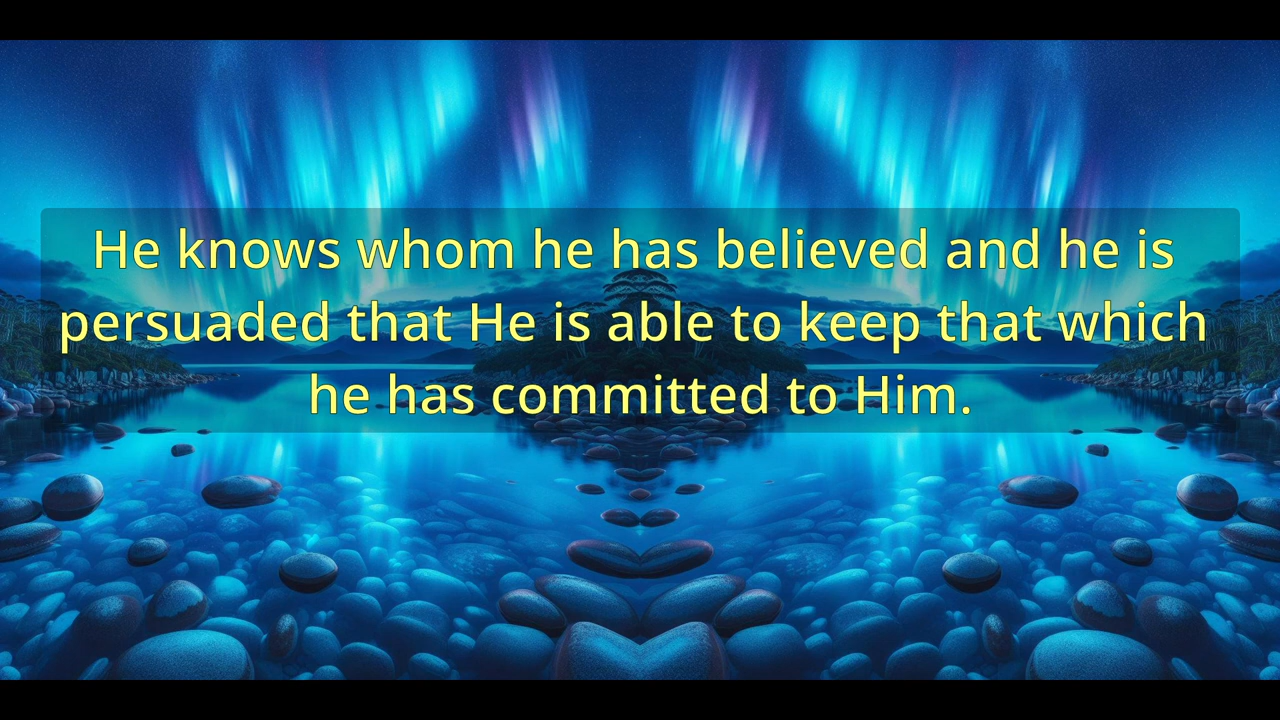 He knows whom he has believed and he is
persuaded that He is able to keep that which
he has committed to Him.